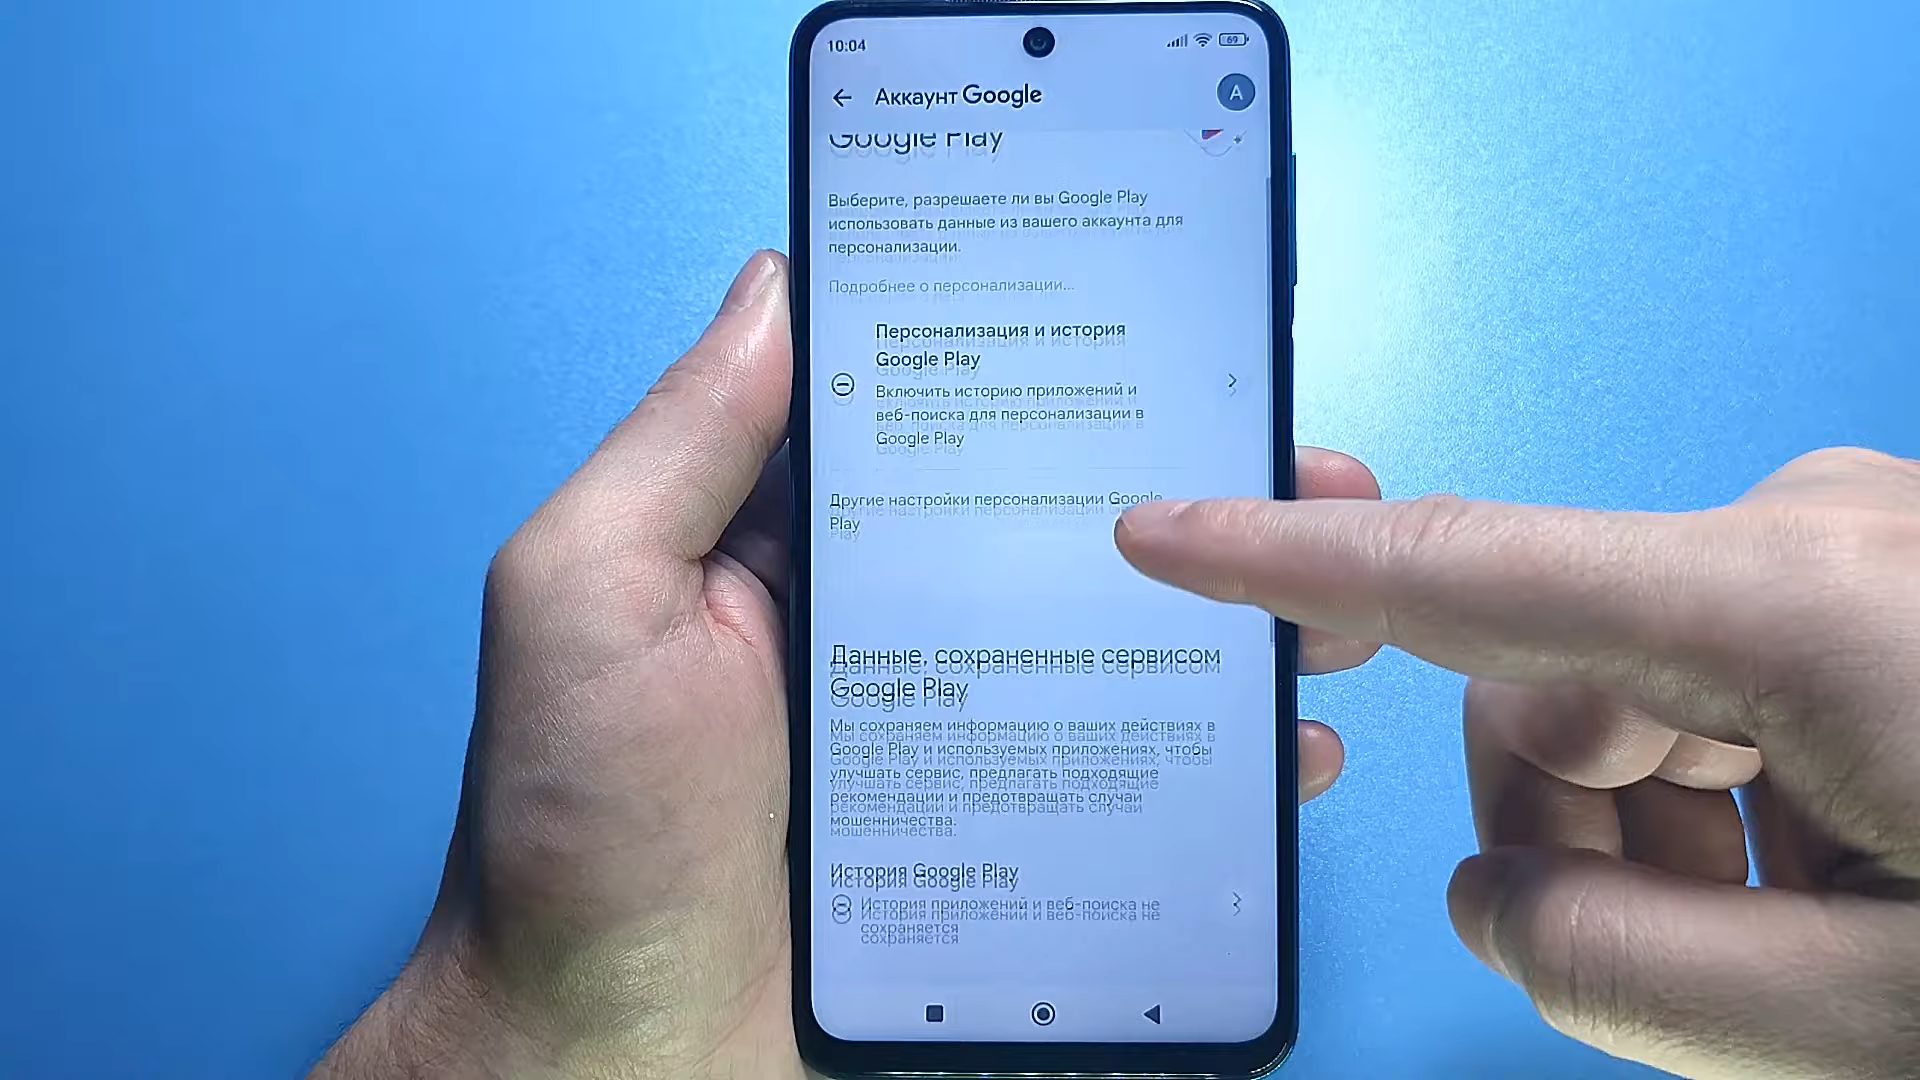 10:04
69
Аккаунт Google
A
Google Play
Выберите, разрешаете ли вы Google Play
использовать данные из вашего аккаунта для
персонализации.
Подробнее о персонализации...
Персонализация и история
Google Play
Включить историю приложений и
веб-поиска для персонализации в
Google Play
Другие настройки персонализации Google
Play
Данные, сохраненные сервисом
Google Play
Мы сохраняем информацию о ваших действиях в
Google Play и используемых приложениях, чтобы
улучшать сервис, предлагать подходящие
рекомендации и предотвращать случаи
мошенничества.
История Google Play
История приложений и веб-поиска не
сохраняется